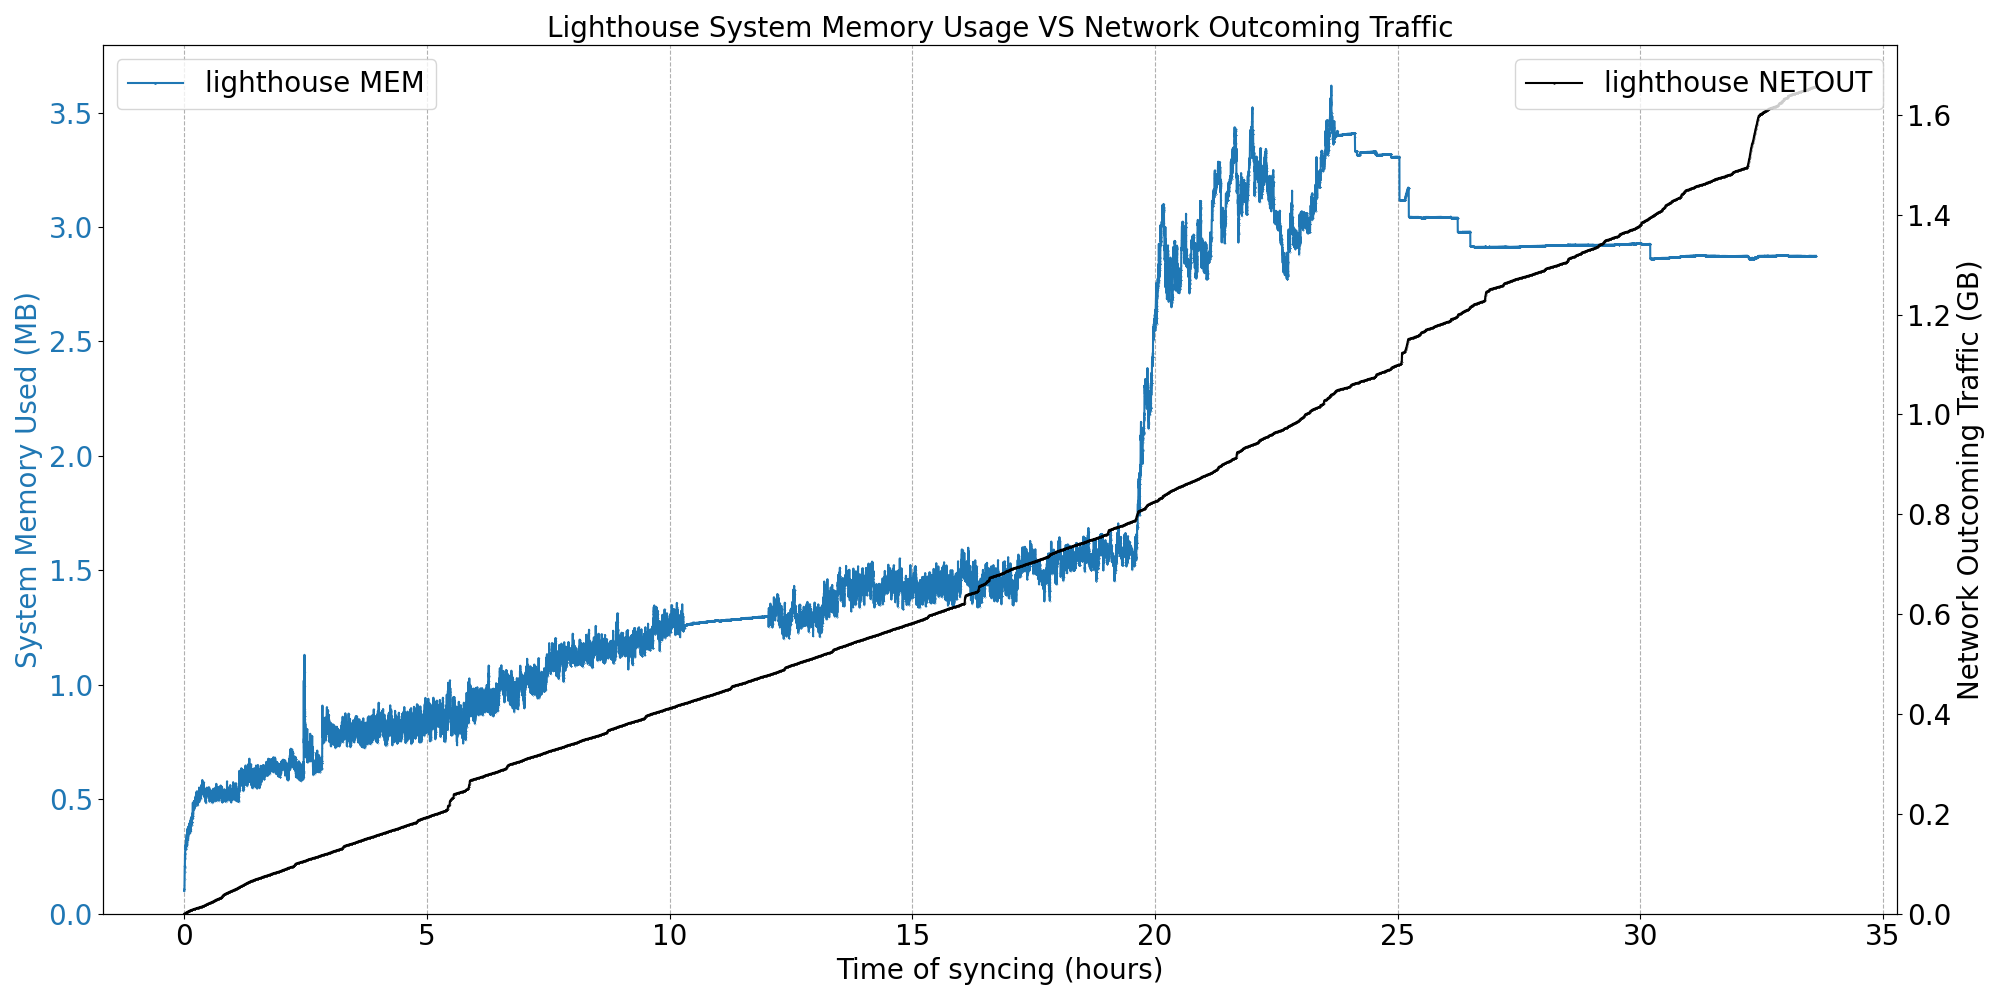 Lighthouse System Memory Usage VS Network Outcoming Traffic
lighthouse MEM
lighthouse NETOUT
System Memory Used (MB)
3.5
3.0
2.5
2.0
1.5
1.0
0.5
0.0
Network Outcoming Traffic (GB)
1.6
1.4
1.2
1.0
0.8
0.6
0.4
0.2
0.0
0 5 10 15 20 25 30 35
Time of syncing (hours)